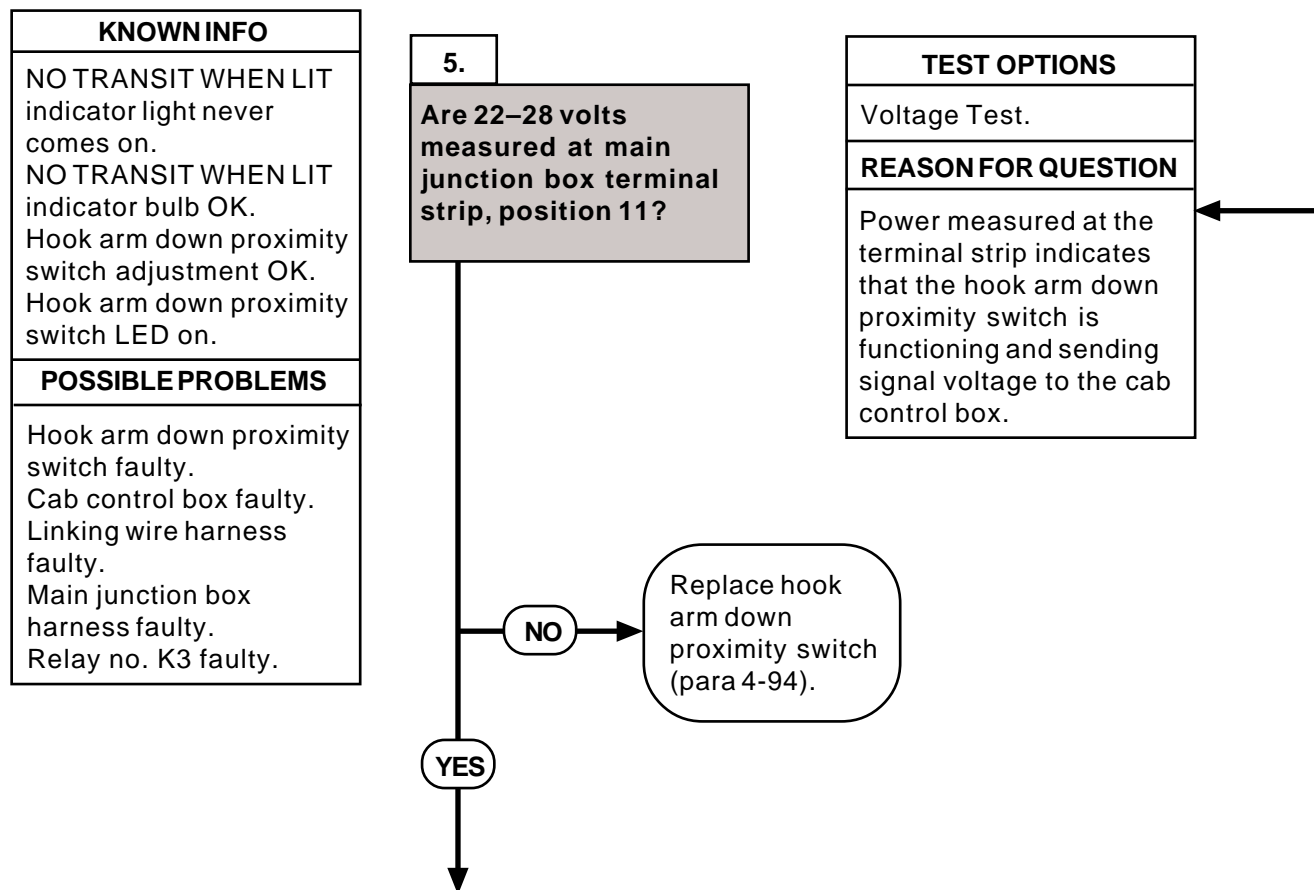 KNOWN INFO
NO TRANSIT WHEN LIT
indicator light never
comes on.
NO TRANSIT WHEN LIT
indicator bulb OK.
Hook arm down proximity
switch adjustment OK.
Hook arm down proximity
switch LED on.
POSSIBLE PROBLEMS
Hook arm down proximity
switch faulty.
Cab control box faulty.
Linking wire harness
faulty.
Main junction box
harness faulty.
Relay no. K3 faulty.
5.
Are 22–28 volts
measured at main
junction box terminal
strip, position 11?
NO
Replace hook
arm down
proximity switch
(para 4-94).
YES
TEST OPTIONS
Voltage Test.
REASON FOR QUESTION
Power measured at the
terminal strip indicates
that the hook arm down
proximity switch is
functioning and sending
signal voltage to the cab
control box.